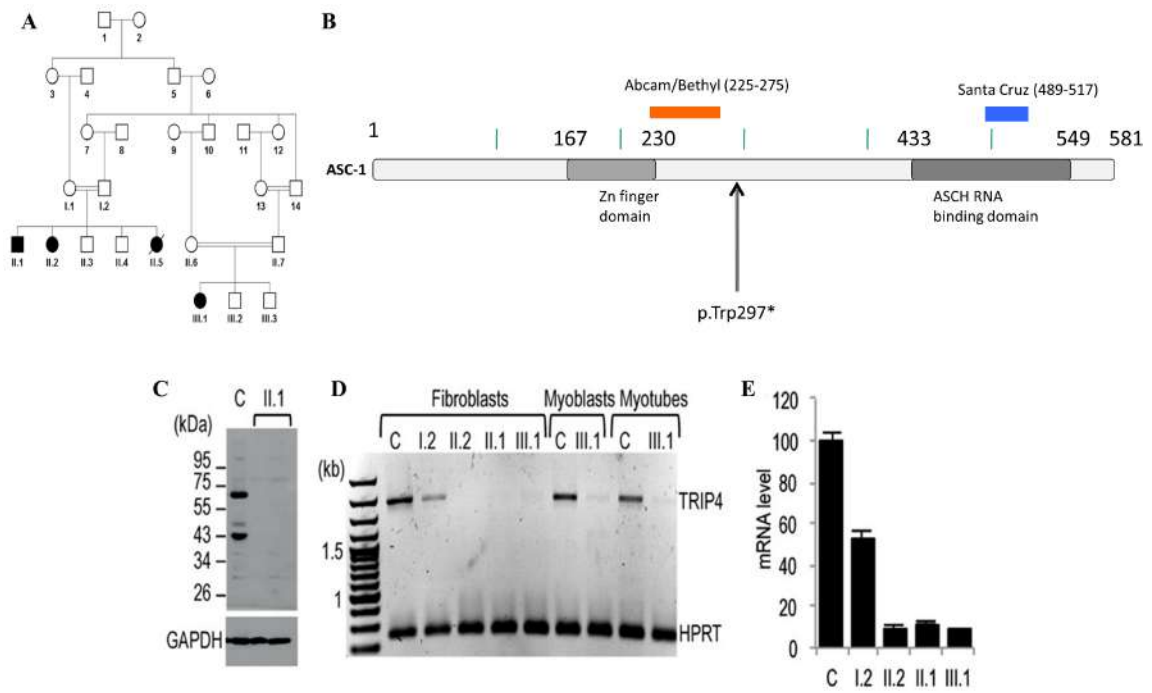 A
1 2
3 4 5 6
7 8 9 10 11 12
I.1 I.2 13 14
II.1 II.2 II.3 II.4 II.5 II.6 II.7
III.1 III.2 III.3
B
Abcam/Bethyl (225-275)
Santa Cruz (489-517)
1 167 230 433 549 581
ASC-1
Zn finger
domain
ASCH RNA
binding domain
p.Trp297*
C
C II.1
(kDa)
95
75
55
43
34
26
GAPDH
D
Fibroblasts Myoblasts Myotubes
C I.2 II.2 II.1 III.1 C III.1 C III.1
(kb)
TRIP4
1.5
1
HPRT
E
mRNA level
120
100
80
60
40
20
0
C I.2 II.2 II.1 III.1